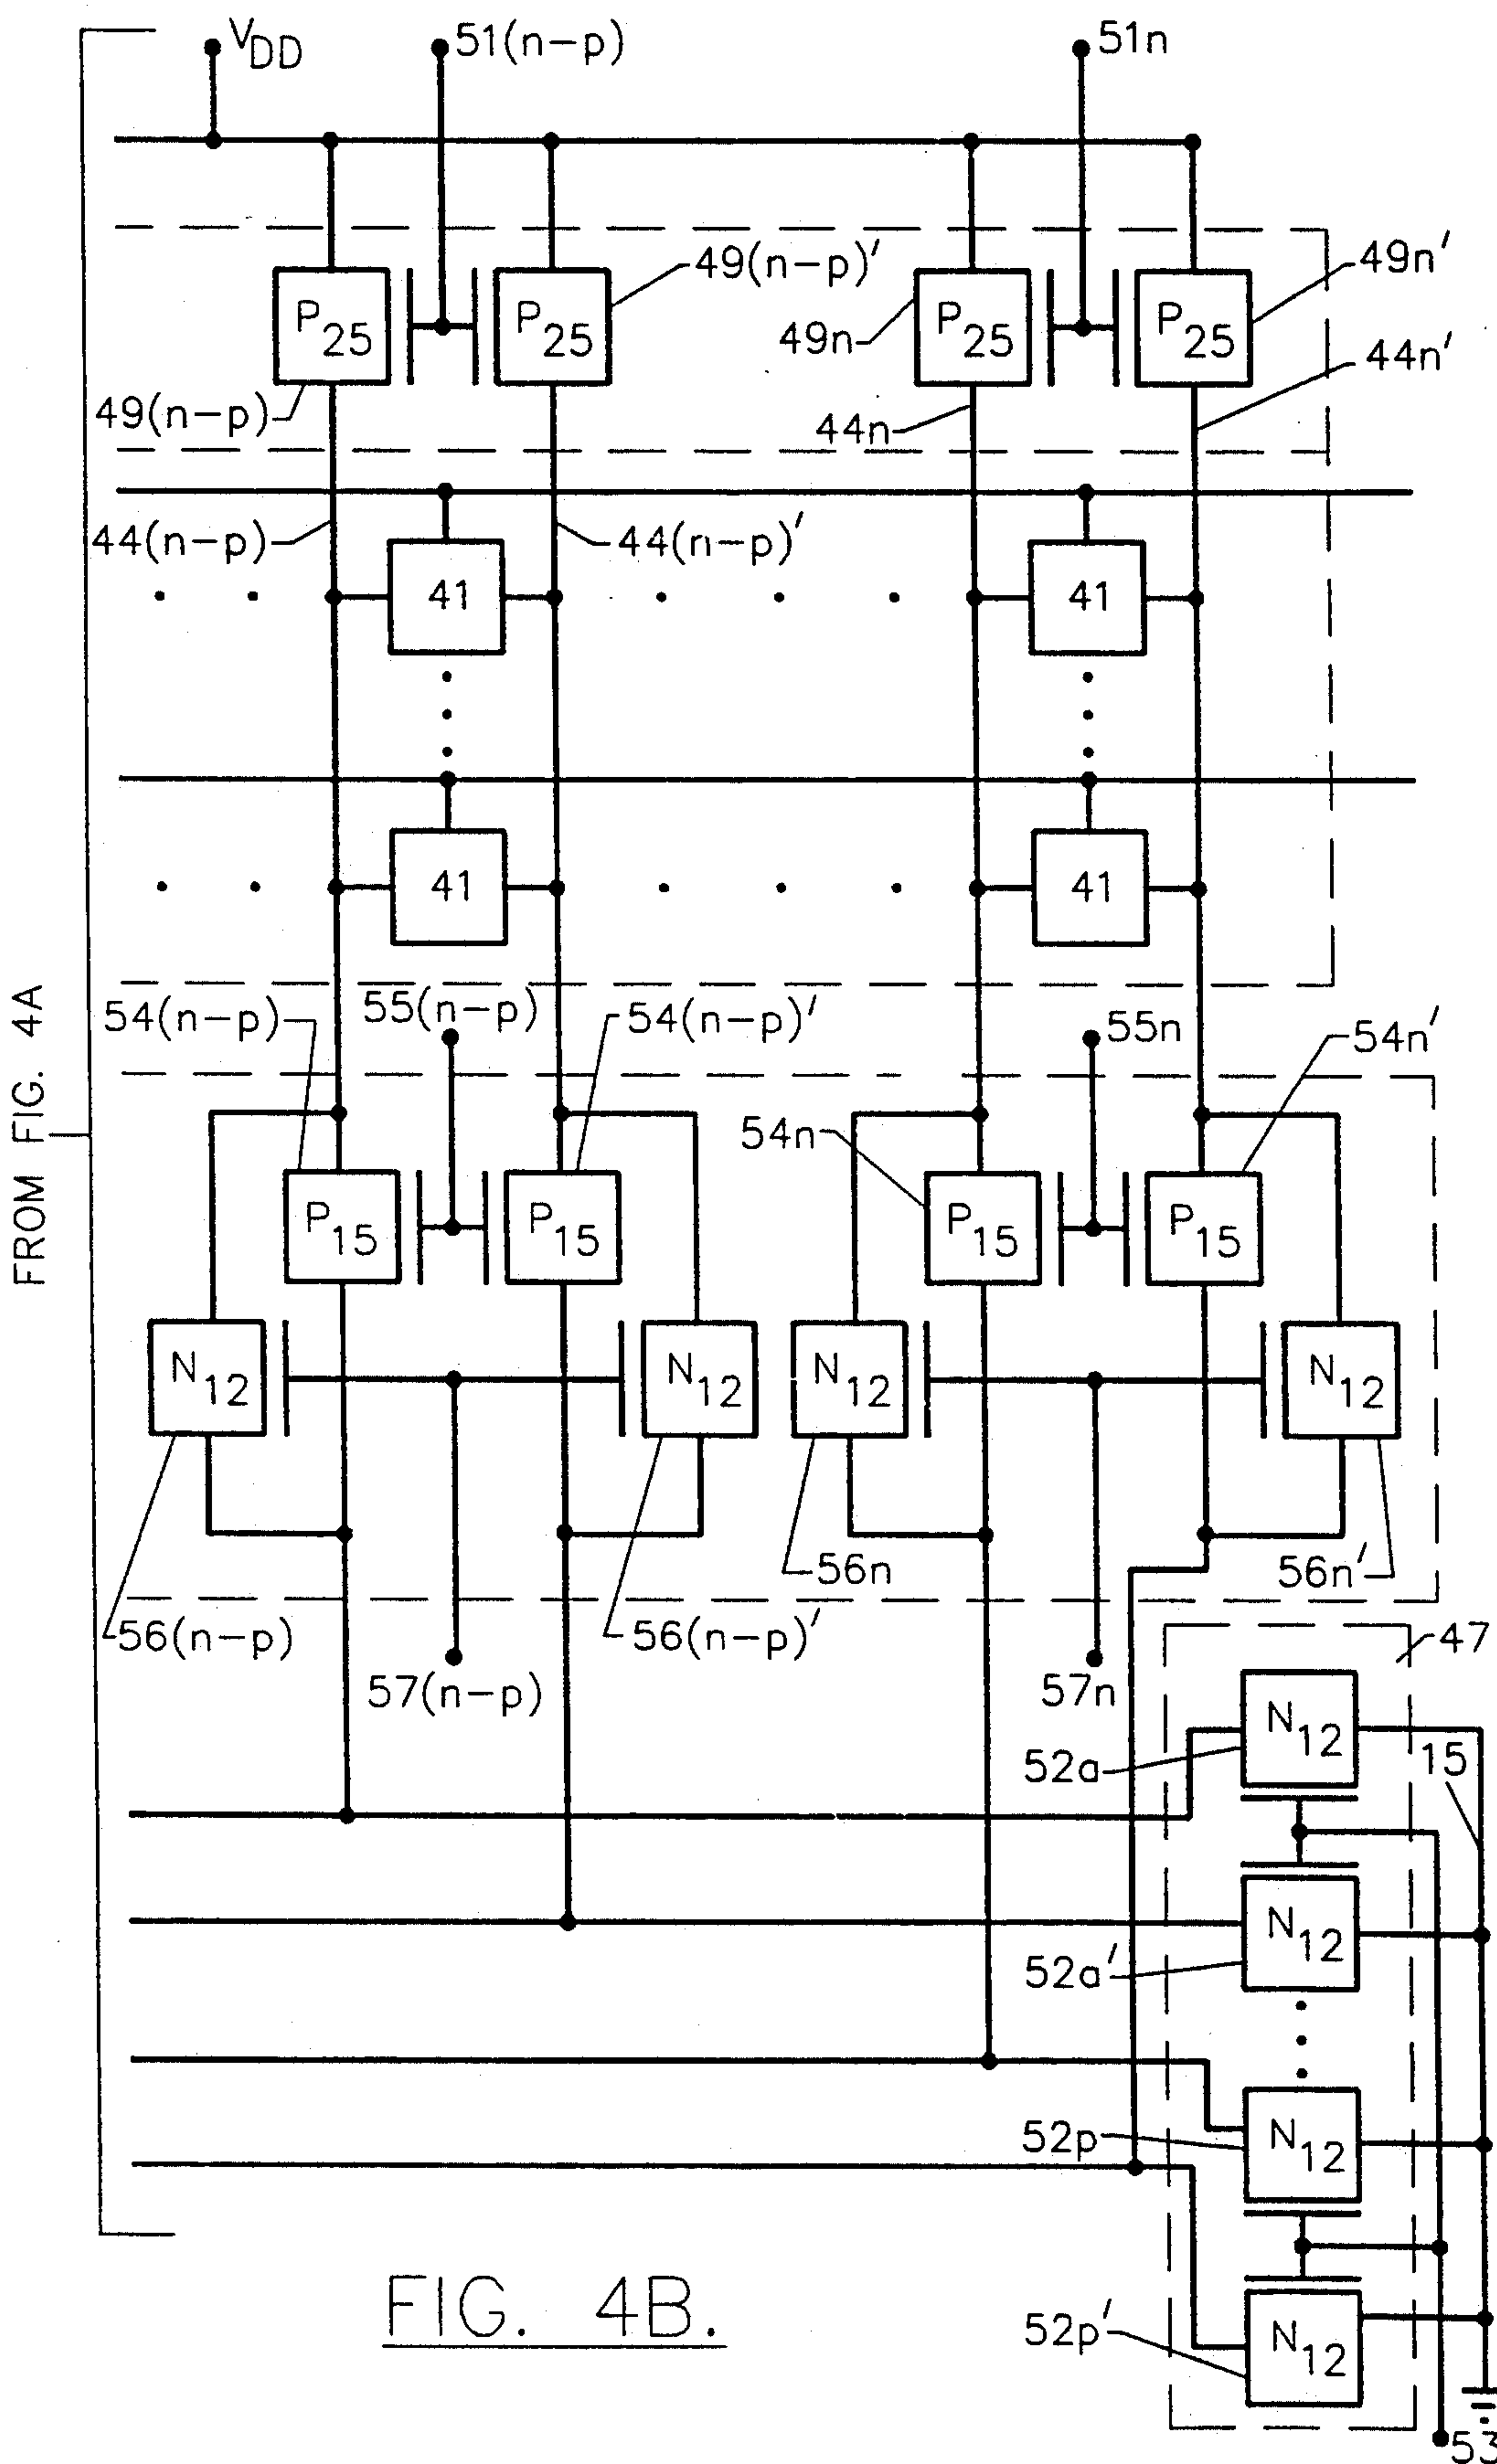 V DD
51(n-p)
51n
P25
P25
49(n-p)'
49n
P25
P25
49n'
44n'
49(n-p)
44n
44(n-p)
44(n-p)'
41
41
41
41
54(n-p)
55(n-p)
54(n-p)'
55n
54n'
54n
P15
P15
P15
P15
N12
N12
N12
N12
56n
56n'
56(n-p)
56(n-p)'
57(n-p)
57n
47
N12
52a
15
N12
52a'
52p
N12
52p'
N12
53
FROM FIG. 4A
FIG. 4B.